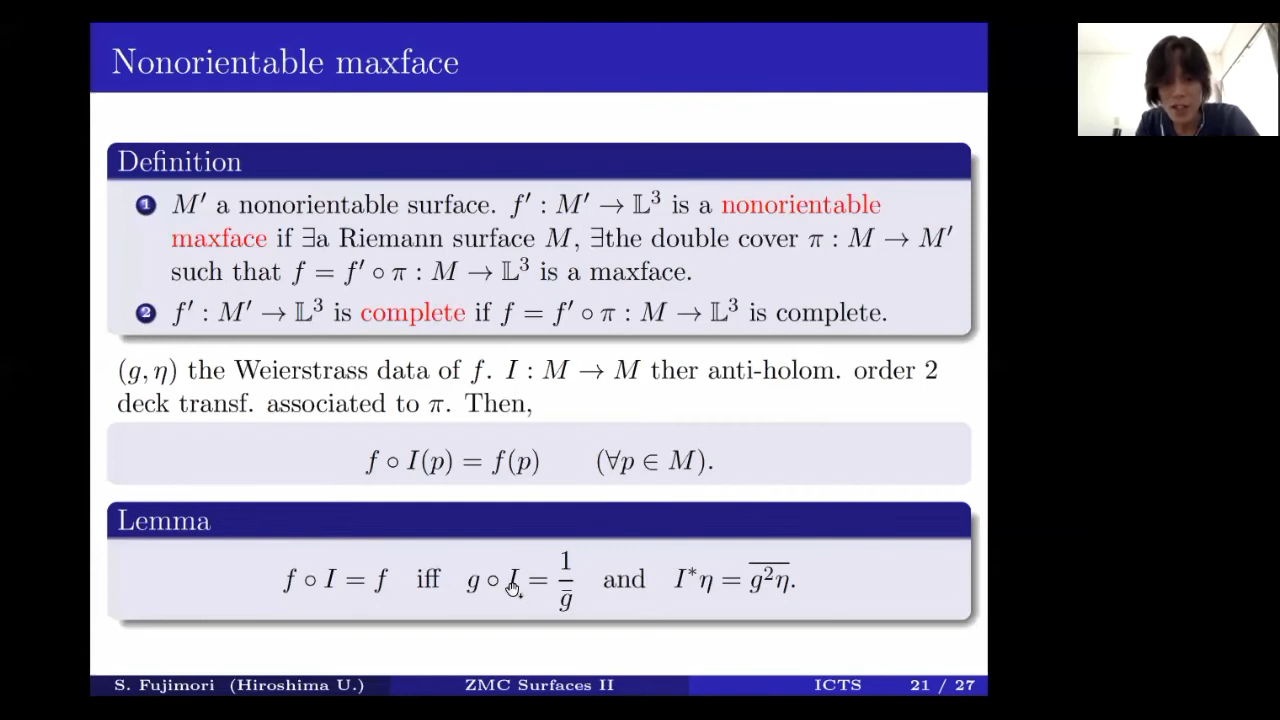 Nonorientable maxface
Definition
1 M′ a nonorientable surface. f′ : M′ → 𝕃³ is a nonorientable
maxface if ∃a Riemann surface M, ∃the double cover π : M → M′
such that f = f′ ∘ π : M → 𝕃³ is a maxface.
2 f′ : M′ → 𝕃³ is complete if f = f′ ∘ π : M → 𝕃³ is complete.
(g, η) the Weierstrass data of f. I : M → M ther anti-holom. order 2
deck transf. associated to π. Then,
f ∘ I(p) = f(p) (∀p ∈ M).
Lemma
f ∘ I = f iff g ∘ I = 1/ḡ and I*η = \overline{g²η}.
S. Fujimori (Hiroshima U.) ZMC Surfaces II ICTS 21 / 27